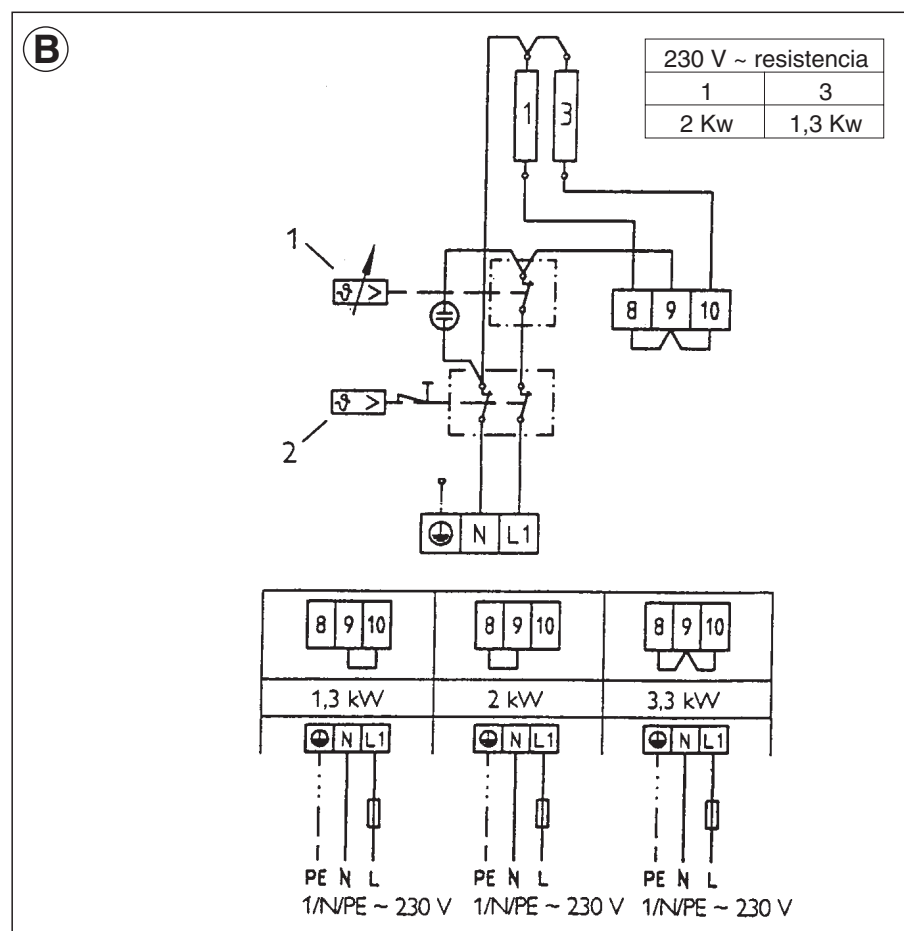 B
230 V ~ resistencia
1 3
2 Kw 1,3 Kw
1 3
1
ϑ >
8 9 10
ϑ >
2
N L1
8 9 10 8 9 10 8 9 10
1,3 kW 2 kW 3,3 kW
N L1 N L1 N L1
PE N L PE N L PE N L
1/N/PE ~ 230 V 1/N/PE ~ 230 V 1/N/PE ~ 230 V